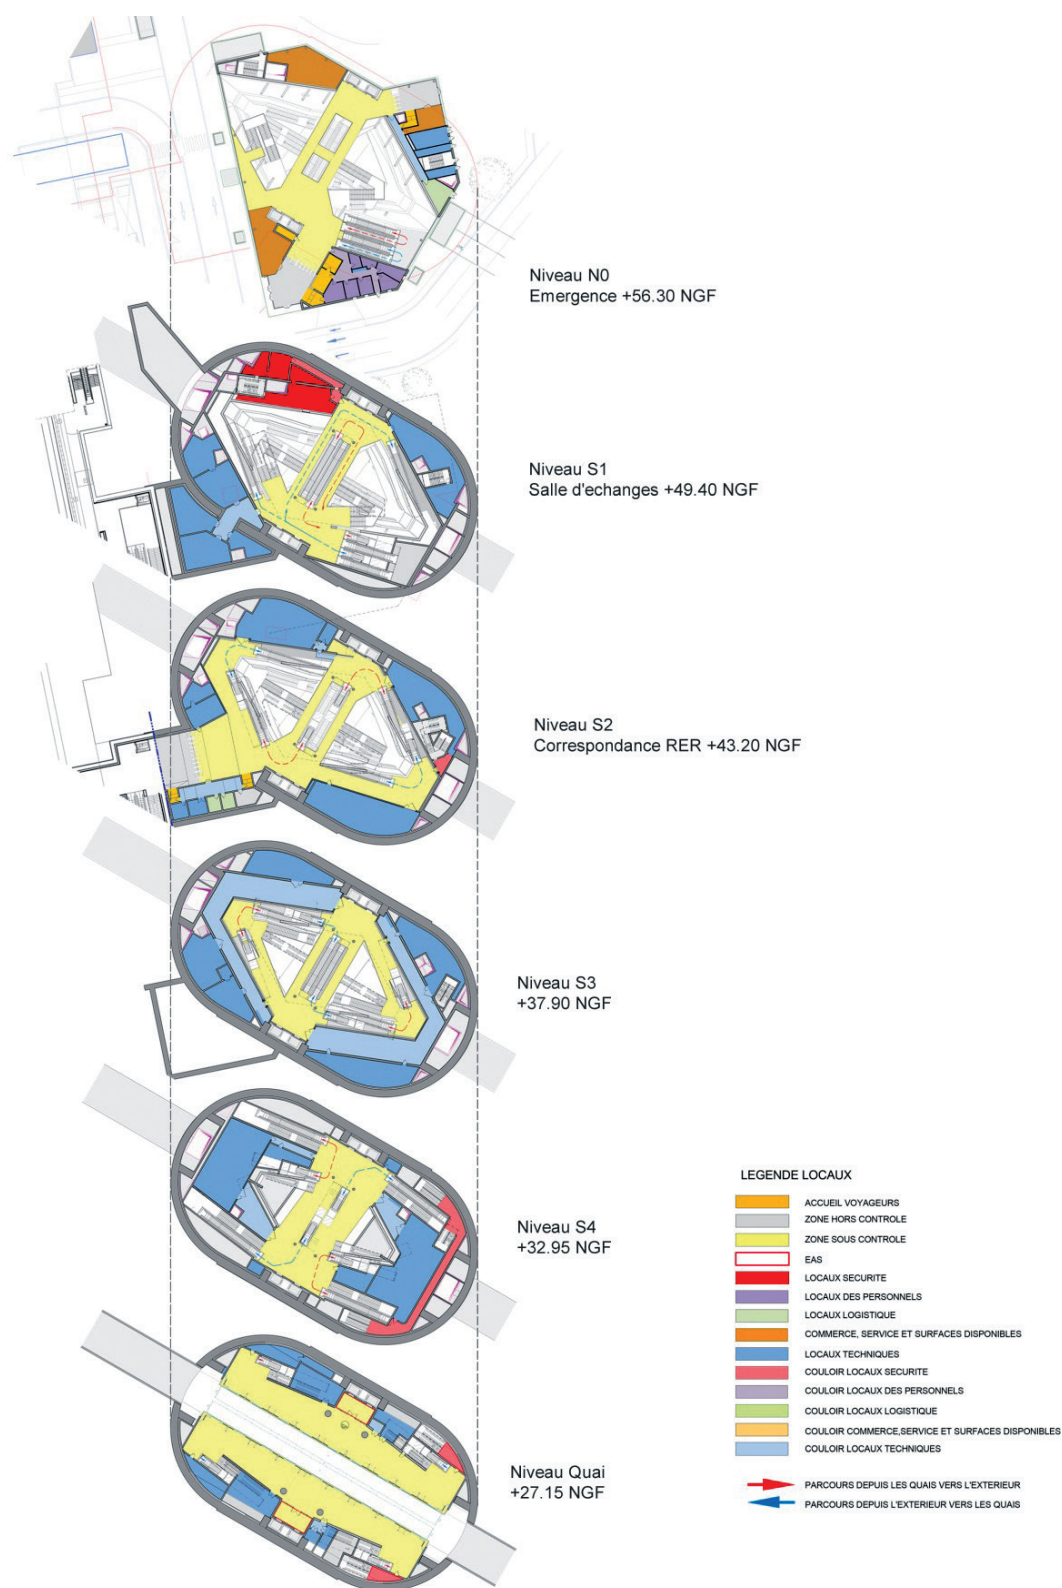 Niveau N0
Emergence +56.30 NGF
Niveau S1
Salle d'echanges +49.40 NGF
Niveau S2
Correspondance RER +43.20 NGF
Niveau S3
+37.90 NGF
Niveau S4
+32.95 NGF
Niveau Quai
+27.15 NGF
LEGENDE LOCAUX
ACCUEIL VOYAGEURS
ZONE HORS CONTROLE
ZONE SOUS CONTROLE
EAS
LOCAUX SECURITE
LOCAUX DES PERSONNELS
LOCAUX LOGISTIQUE
COMMERCE, SERVICE ET SURFACES DISPONIBLES
LOCAUX TECHNIQUES
COULOIR LOCAUX SECURITE
COULOIR LOCAUX DES PERSONNELS
COULOIR LOCAUX LOGISTIQUE
COULOIR COMMERCE,SERVICE ET SURFACES DISPONIBLES
COULOIR LOCAUX TECHNIQUES
PARCOURS DEPUIS LES QUAIS VERS L'EXTERIEUR
PARCOURS DEPUIS L'EXTERIEUR VERS LES QUAIS